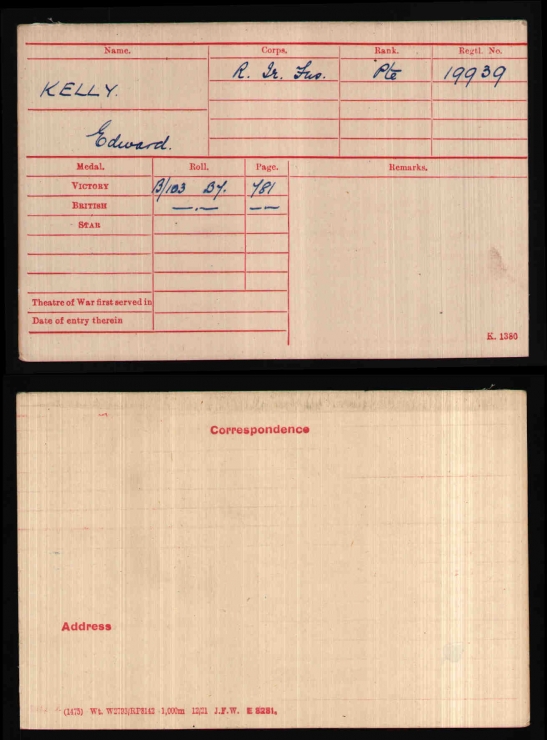 Name. Corps. Rank. Regtl. No.
KELLY. R. Ir. Fus. Pte 19939
Edward.
Medal. Roll. Page. Remarks.
VICTORY B/103 B7. 781
BRITISH —.— ——
STAR
Theatre of War first served in
Date of entry therein
K. 1380
Correspondence
Address
(1473) Wt. 1,000m 12/21 J.F.W. E 8281.